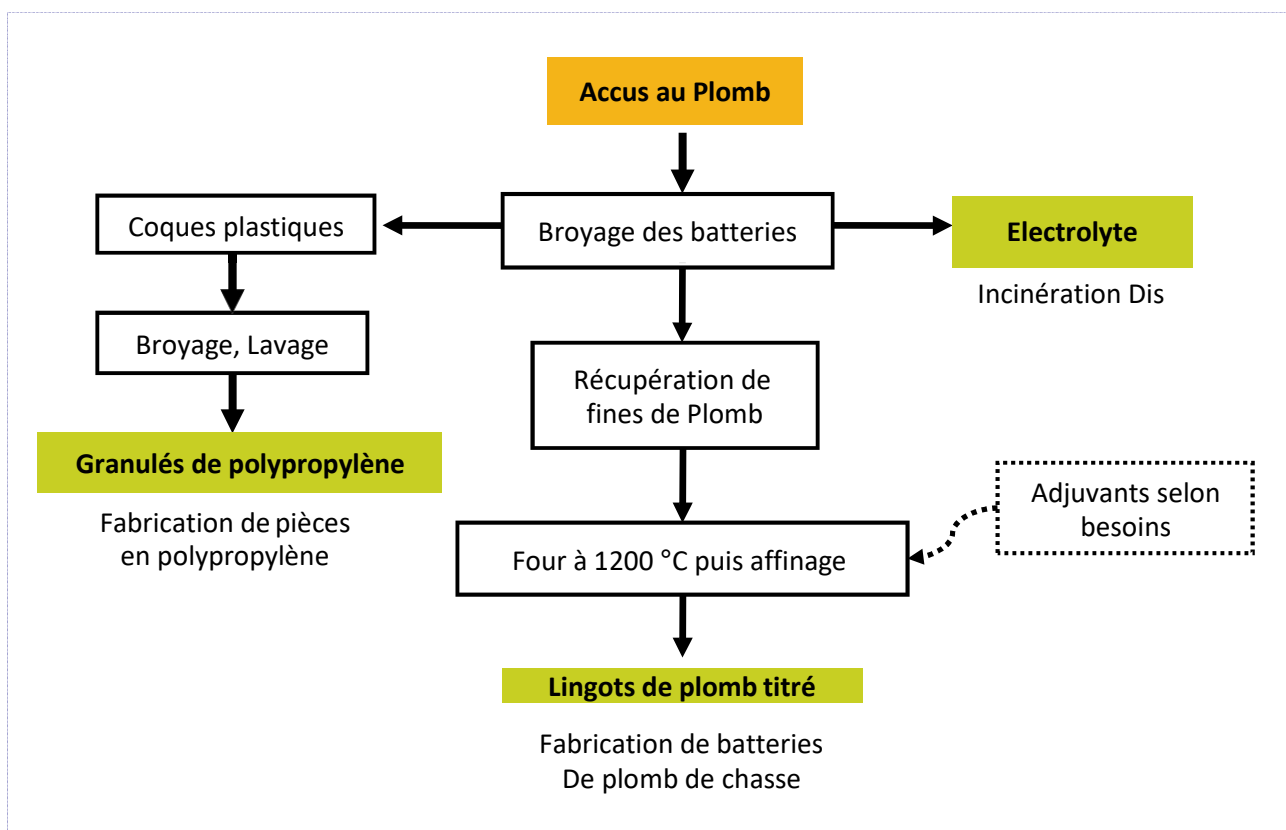 Accus au Plomb
Coques plastiques
Broyage des batteries
Electrolyte
Incinération Dis
Broyage, Lavage
Récupération de
fines de Plomb
Granulés de polypropylène
Fabrication de pièces
en polypropylène
Adjuvants selon
besoins
Four à 1200 °C puis affinage
Lingots de plomb titré
Fabrication de batteries
De plomb de chasse